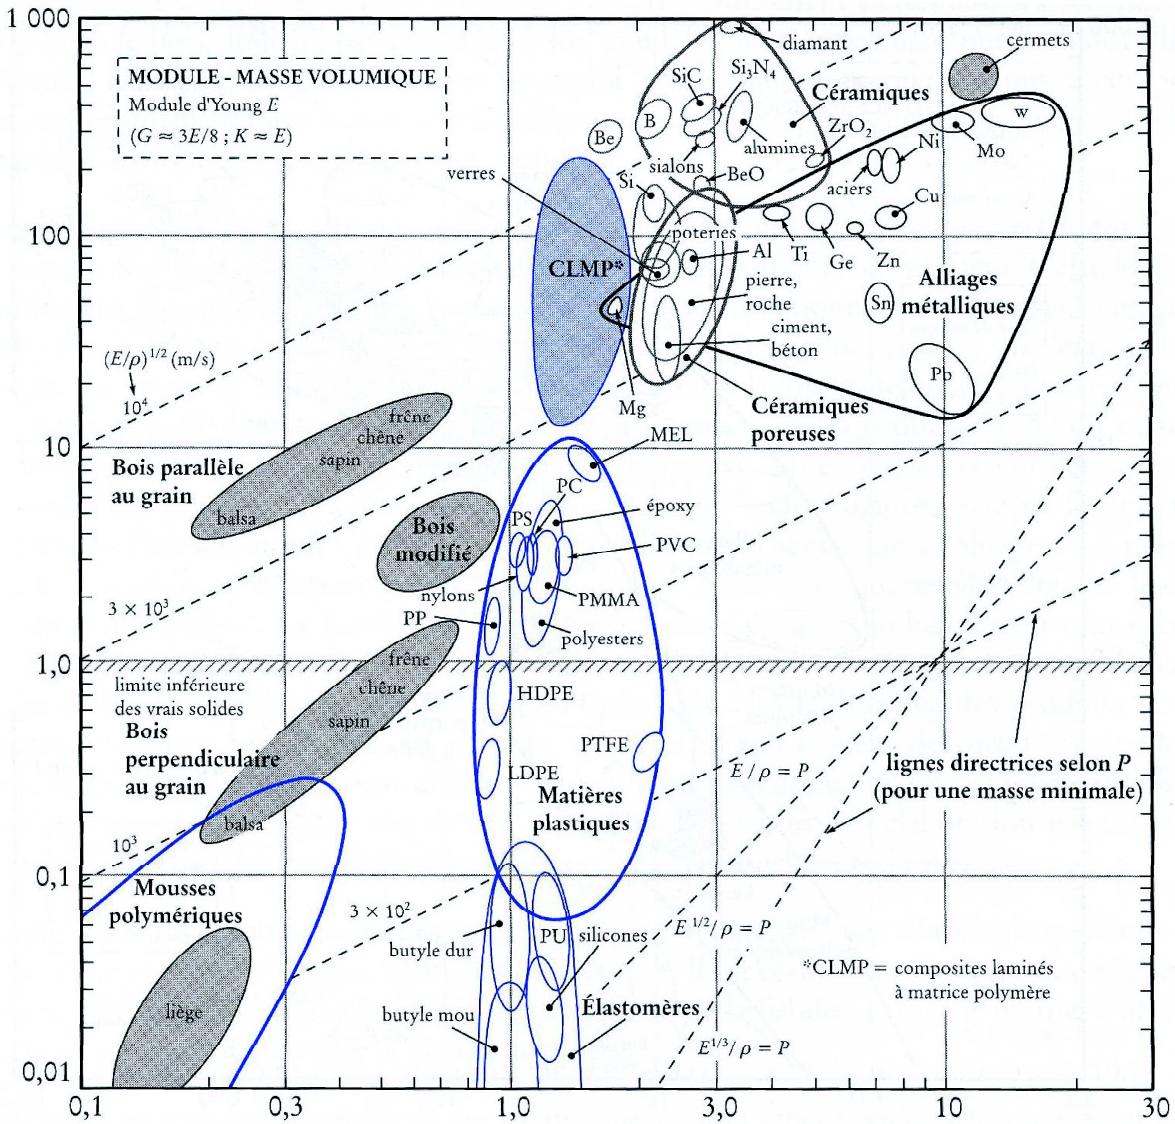 1 000
diamant
cermets
MODULE - MASSE VOLUMIQUE
Module d'Young E
(G ≈ 3E/8 ; K ≈ E)
SiC
Si₃N₄
Céramiques
B
Be
W
ZrO₂
Ni
Mo
alumines
sialons
verres
Si
BeO
aciers
Cu
100
poteries
CLMP*
Al
Ti
Ge
Zn
pierre,
roche
Sn
Alliages
métalliques
ciment,
béton
(E/ρ)^1/2 (m/s)
10⁴
Mg
Pb
Céramiques
poreuses
frêne
chêne
sapin
MEL
10
Bois parallèle
au grain
balsa
PC
PS
époxy
Bois
modifié
PVC
nylons
PMMA
3 × 10³
PP
polyesters
1,0
frêne
limite inférieure
des vrais solides
chêne
HDPE
Bois
perpendiculaire
au grain
sapin
PTFE
LDPE
E / ρ = P
lignes directrices selon P
(pour une masse minimale)
Matières
plastiques
balsa
10³
0,1
Mousses
polymériques
3 × 10²
E^1/2/ ρ = P
butyle dur
PU
silicones
*CLMP = composites laminés
à matrice polymère
liège
butyle mou
Élastomères
E^1/3/ ρ = P
0,01
0,1
0,3
1,0
3,0
10
30